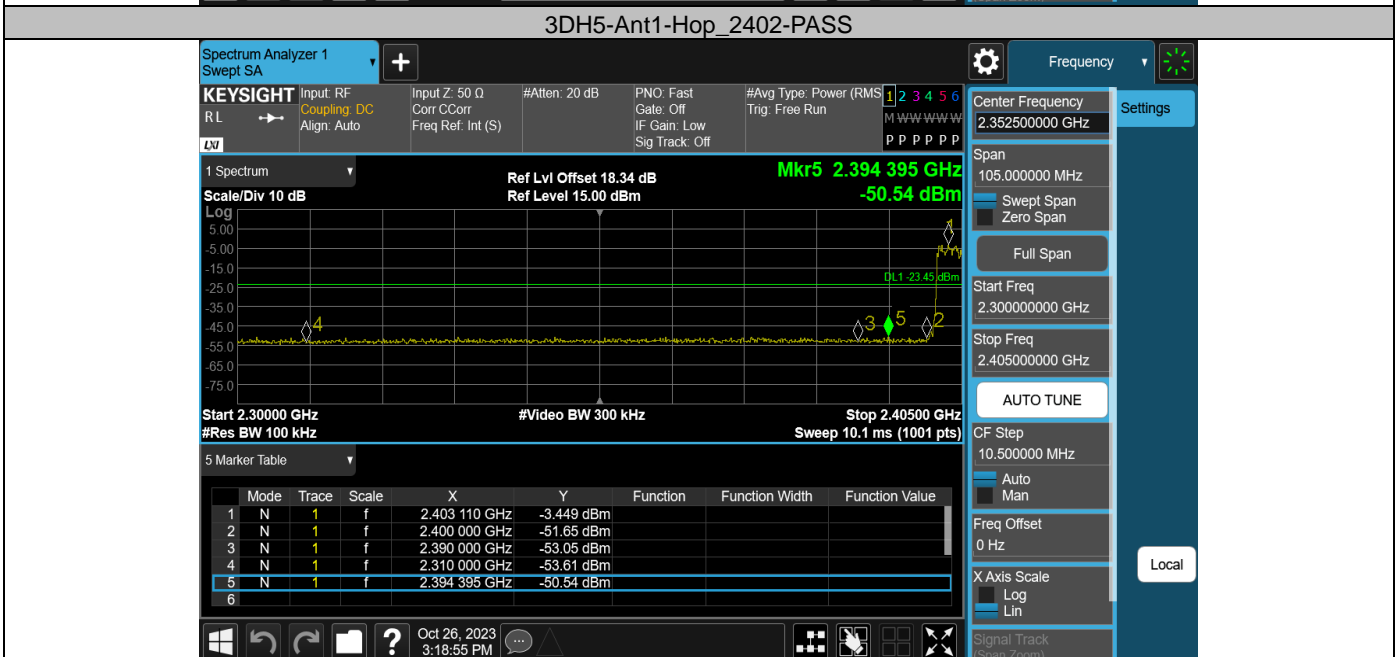 3DH5-Ant1-Hop_2402-PASS
Spectrum Analyzer 1
Swept SA
+
Frequency
KEYSIGHT
RL
LXI
Input: RF
Coupling: DC
Align: Auto
Input Z: 50 Ω
Corr CCorr
Freq Ref: Int (S)
#Atten: 20 dB
PNO: Fast
Gate: Off
IF Gain: Low
Sig Track: Off
#Avg Type: Power (RMS
Trig: Free Run
1 2 3 4 5 6
M W W W W W
P P P P P P
1 Spectrum
Scale/Div 10 dB
Ref Lvl Offset 18.34 dB
Ref Level 15.00 dBm
Mkr5 2.394 395 GHz
-50.54 dBm
Log
5.00
-5.00
-15.0
-25.0
-35.0
-45.0
-55.0
-65.0
-75.0
1
DL1 -23.45 dBm
4
3
5
2
Start 2.30000 GHz
#Video BW 300 kHz
Stop 2.40500 GHz
#Res BW 100 kHz
Sweep 10.1 ms (1001 pts)
5 Marker Table
Mode Trace Scale X Y Function Function Width Function Value
1 N 1 f 2.403 110 GHz -3.449 dBm
2 N 1 f 2.400 000 GHz -51.65 dBm
3 N 1 f 2.390 000 GHz -53.05 dBm
4 N 1 f 2.310 000 GHz -53.61 dBm
5 N 1 f 2.394 395 GHz -50.54 dBm
6
?
Oct 26, 2023
3:18:55 PM
Center Frequency
2.352500000 GHz
Settings
Span
105.000000 MHz
Swept Span
Zero Span
Full Span
Start Freq
2.300000000 GHz
Stop Freq
2.405000000 GHz
AUTO TUNE
CF Step
10.500000 MHz
Auto
Man
Freq Offset
0 Hz
X Axis Scale
Log
Lin
Local
Signal Track
(Span Zoom)